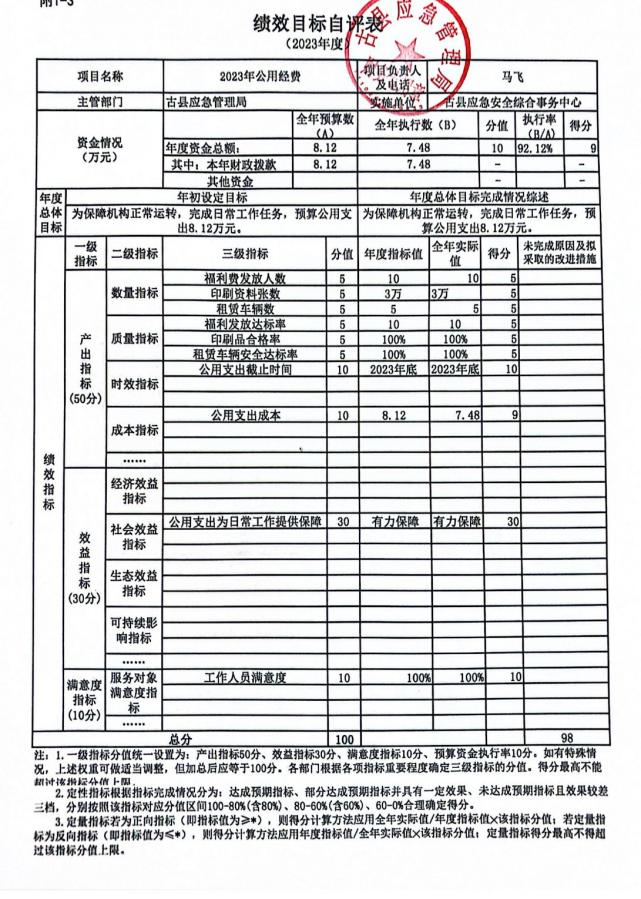 附1-3
绩效目标自评表
（2023年度）
古县应急管理局
项目名称 2023年公用经费 项目负责人及电话 马飞
主管部门 古县应急管理局 实施单位 古县应急安全综合事务中心
资金情况（万元） 全年预算数（A） 全年执行数（B） 分值 执行率（B/A） 得分
年度资金总额： 8.12 7.48 10 92.12% 9
其中：本年财政拨款 8.12 7.48 - -
其他资金 - -
年度总体目标 年初设定目标 年度总体目标完成情况综述
为保障机构正常运转，完成日常工作任务，预算公用支出8.12万元。 为保障机构正常运转，完成日常工作任务，预算公用支出8.12万元。
绩效指标 一级指标 二级指标 三级指标 分值 年度指标值 全年实际值 得分 未完成原因及拟采取的改进措施
产出指标（50分） 数量指标 福利费发放人数 5 10 10 5
印刷资料张数 5 3万 3万 5
租赁车辆数 5 5 5 5
质量指标 福利发放达标率 5 10 10 5
印刷品合格率 5 100% 100% 5
租赁车辆安全达标率 5 100% 100% 5
时效指标 公用支出截止时间 10 2023年底 2023年底 10
成本指标 公用支出成本 10 8.12 7.48 9
……
效益指标（30分） 经济效益指标
社会效益指标 公用支出为日常工作提供保障 30 有力保障 有力保障 30
生态效益指标
可持续影响指标
……
满意度指标（10分） 服务对象满意度指标 工作人员满意度 10 100% 100% 10
……
总分 100 98
注：1.一级指标分值统一设置为：产出指标50分、效益指标30分、满意度指标10分、预算资金执行率10分。如有特殊情
况，上述权重可做适当调整，但加总后应等于100分。各部门根据各项指标重要程度确定三级指标的分值。得分最高不能
超过该指标分值上限。
2.定性指标根据指标完成情况分为：达成预期指标、部分达成预期指标并具有一定效果、未达成预期指标且效果较差
三档，分别按照该指标对应分值区间100-80%(含80%)、80-60%(含60%)、60-0%合理确定得分。
3.定量指标若为正向指标（即指标值为≥*），则得分计算方法应用全年实际值/年度指标值×该指标分值；若定量指
标为反向指标（即指标值为≤*），则得分计算方法应用年度指标值/全年实际值×该指标分值；定量指标得分最高不得超
过该指标分值上限。